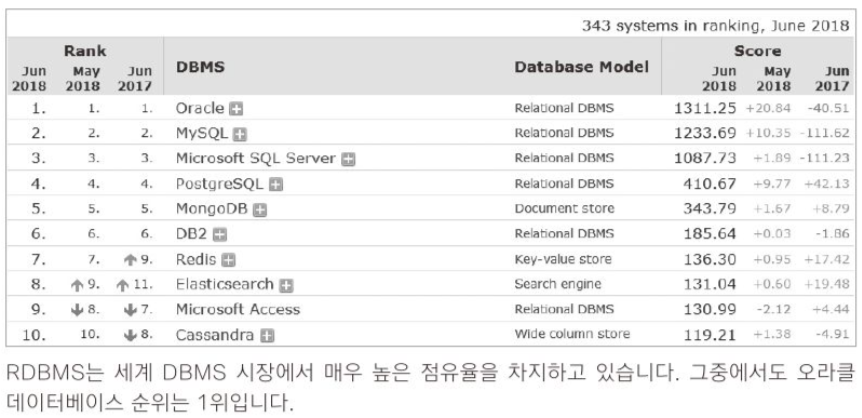 343 systems in ranking, June 2018
Rank Score
Jun May Jun DBMS Database Model Jun May Jun
2018 2018 2017 2018 2018 2017
1. 1. 1. Oracle Relational DBMS 1311.25 +20.84 -40.51
2. 2. 2. MySQL Relational DBMS 1233.69 +10.35 -111.62
3. 3. 3. Microsoft SQL Server Relational DBMS 1087.73 +1.89 -111.23
4. 4. 4. PostgreSQL Relational DBMS 410.67 +9.77 +42.13
5. 5. 5. MongoDB Document store 343.79 +1.67 +8.79
6. 6. 6. DB2 Relational DBMS 185.64 +0.03 -1.86
7. 7. 9. Redis Key-value store 136.30 +0.95 +17.42
8. 9. 11. Elasticsearch Search engine 131.04 +0.60 +19.48
9. 8. 7. Microsoft Access Relational DBMS 130.99 -2.12 +4.44
10. 10. 8. Cassandra Wide column store 119.21 +1.38 -4.91
RDBMS는 세계 DBMS 시장에서 매우 높은 점유율을 차지하고 있습니다. 그중에서도 오라클
데이터베이스 순위는 1위입니다.